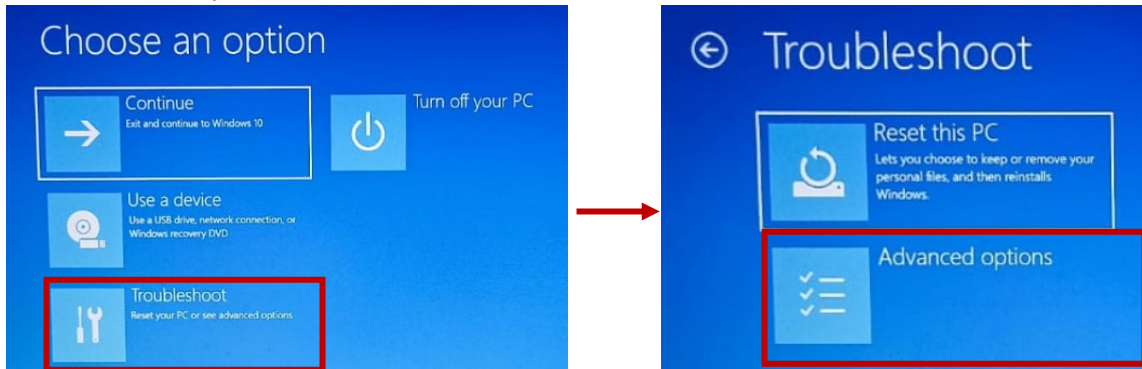 Choose an option
Continue
Exit and continue to Windows 10
Turn off your PC
Use a device
Use a USB drive, network connection, or
Windows recovery DVD
Troubleshoot
Reset your PC or see advanced options
Troubleshoot
Reset this PC
Lets you choose to keep or remove your
personal files, and then reinstalls
Windows.
Advanced options